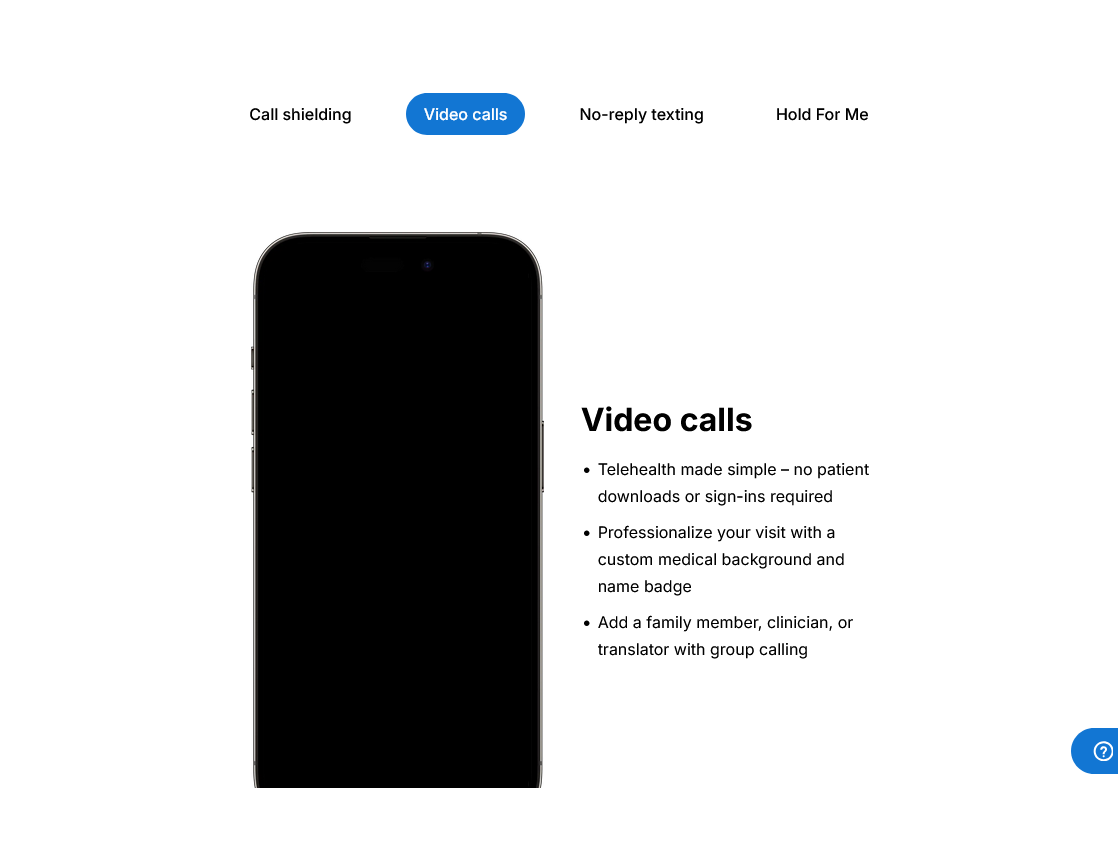 Call shielding
Video calls
No-reply texting
Hold For Me
Video calls
• Telehealth made simple – no patient
downloads or sign-ins required
• Professionalize your visit with a
custom medical background and
name badge
• Add a family member, clinician, or
translator with group calling